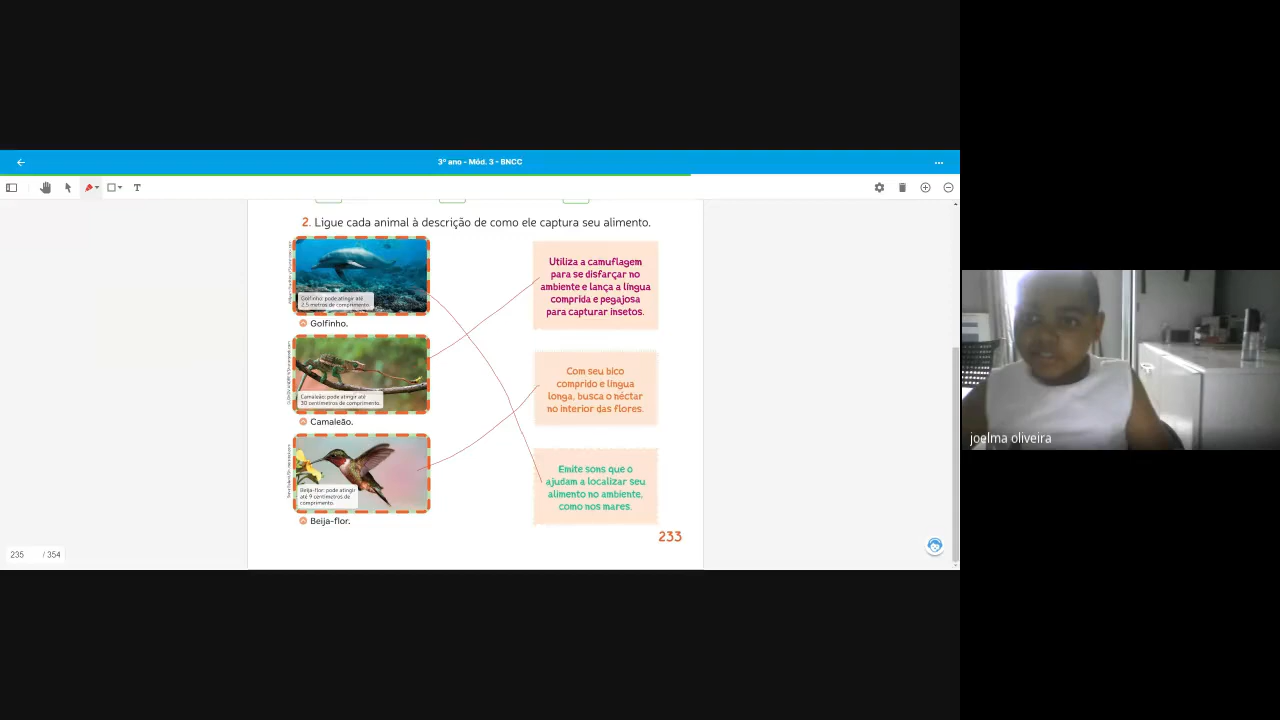 3º ano - Mód. 3 - BNCC
2. Ligue cada animal à descrição de como ele captura seu alimento.
Golfinho: pode atingir até
2,5 metros de comprimento.
Golfinho.
Utiliza a camuflagem
para se disfarçar no
ambiente e lança a língua
comprida e pegajosa
para capturar insetos.
Camaleão: pode atingir até
30 centímetros de comprimento.
Camaleão.
Com seu bico
comprido e língua
longa, busca o néctar
no interior das flores.
Beija-flor: pode atingir
até 9 centímetros de
comprimento.
Beija-flor.
Emite sons que o
ajudam a localizar seu
alimento no ambiente,
como nos mares.
233
235 / 354
joelma oliveira